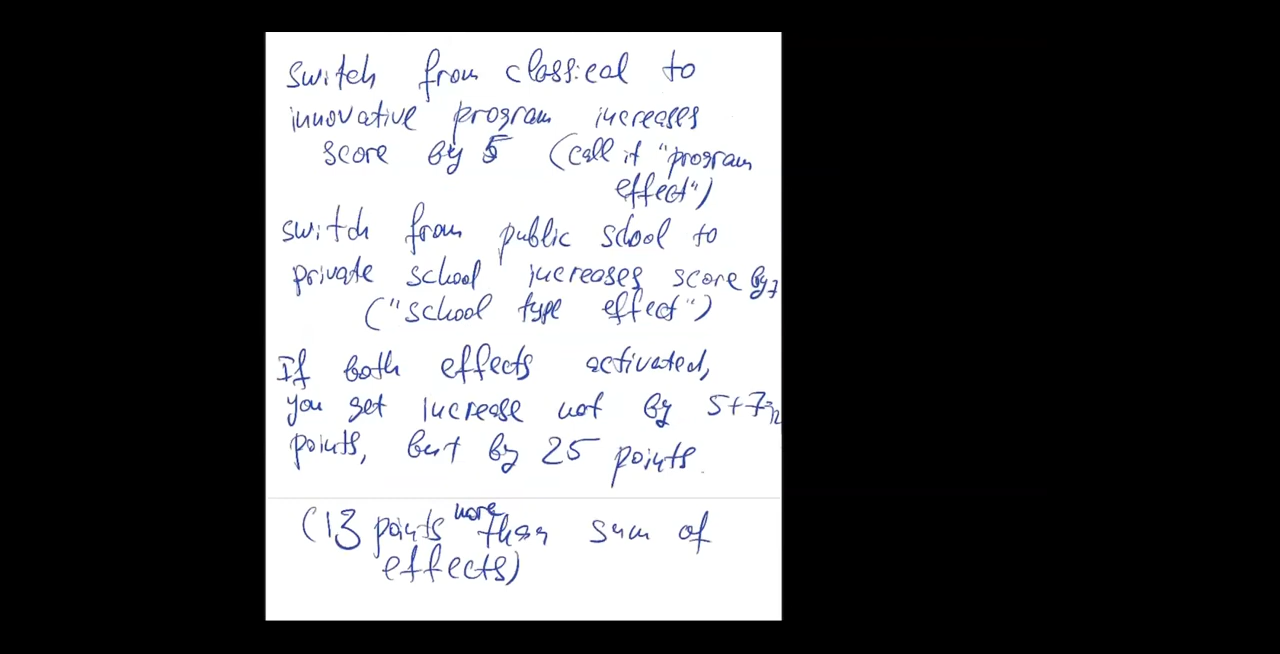 switch from classical to
innovative program increases
score by 5 (call it "program
effect")
switch from public school to
private school increases score by 7
("school type effect")
If both effects activated,
you get increase not by 5+7=12
points, but by 25 points.
(13 points more than sum of
effects)